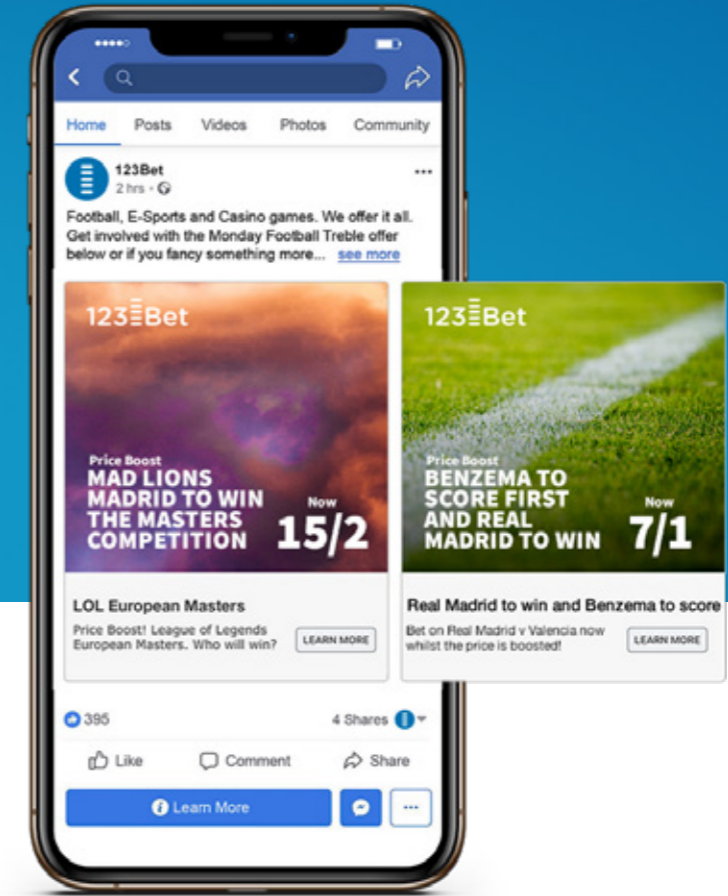 Home Posts Videos Photos Community
123Bet
2 hrs ·
Football, E-Sports and Casino games. We offer it all.
Get involved with the Monday Football Treble offer
below or if you fancy something more... see more
123Bet
Price Boost
MAD LIONS
MADRID TO WIN
THE MASTERS
COMPETITION
Now
15/2
LOL European Masters
Price Boost! League of Legends
European Masters. Who will win?
LEARN MORE
123Bet
Price Boost
BENZEMA TO
SCORE FIRST
AND REAL
MADRID TO WIN
Now
7/1
Real Madrid to win and Benzema to score
Bet on Real Madrid v Valencia now
whilst the price is boosted!
LEARN MORE
395 4 Shares
Like Comment Share
Learn More